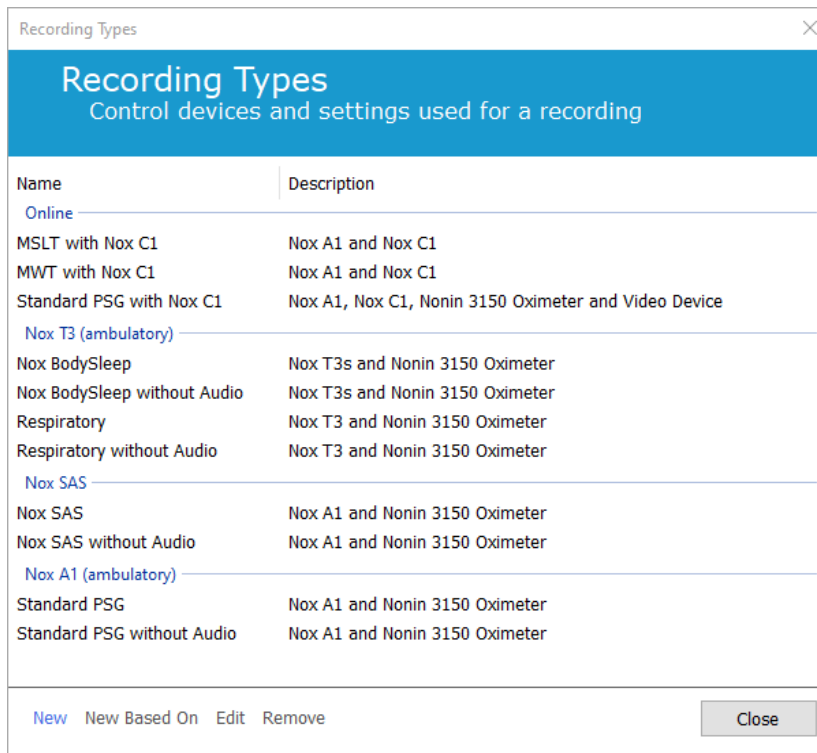 Recording Types
Recording Types
Control devices and settings used for a recording
Name Description
Online
MSLT with Nox C1 Nox A1 and Nox C1
MWT with Nox C1 Nox A1 and Nox C1
Standard PSG with Nox C1 Nox A1, Nox C1, Nonin 3150 Oximeter and Video Device
Nox T3 (ambulatory)
Nox BodySleep Nox T3s and Nonin 3150 Oximeter
Nox BodySleep without Audio Nox T3s and Nonin 3150 Oximeter
Respiratory Nox T3 and Nonin 3150 Oximeter
Respiratory without Audio Nox T3 and Nonin 3150 Oximeter
Nox SAS
Nox SAS Nox A1 and Nonin 3150 Oximeter
Nox SAS without Audio Nox A1 and Nonin 3150 Oximeter
Nox A1 (ambulatory)
Standard PSG Nox A1 and Nonin 3150 Oximeter
Standard PSG without Audio Nox A1 and Nonin 3150 Oximeter
New New Based On Edit Remove Close